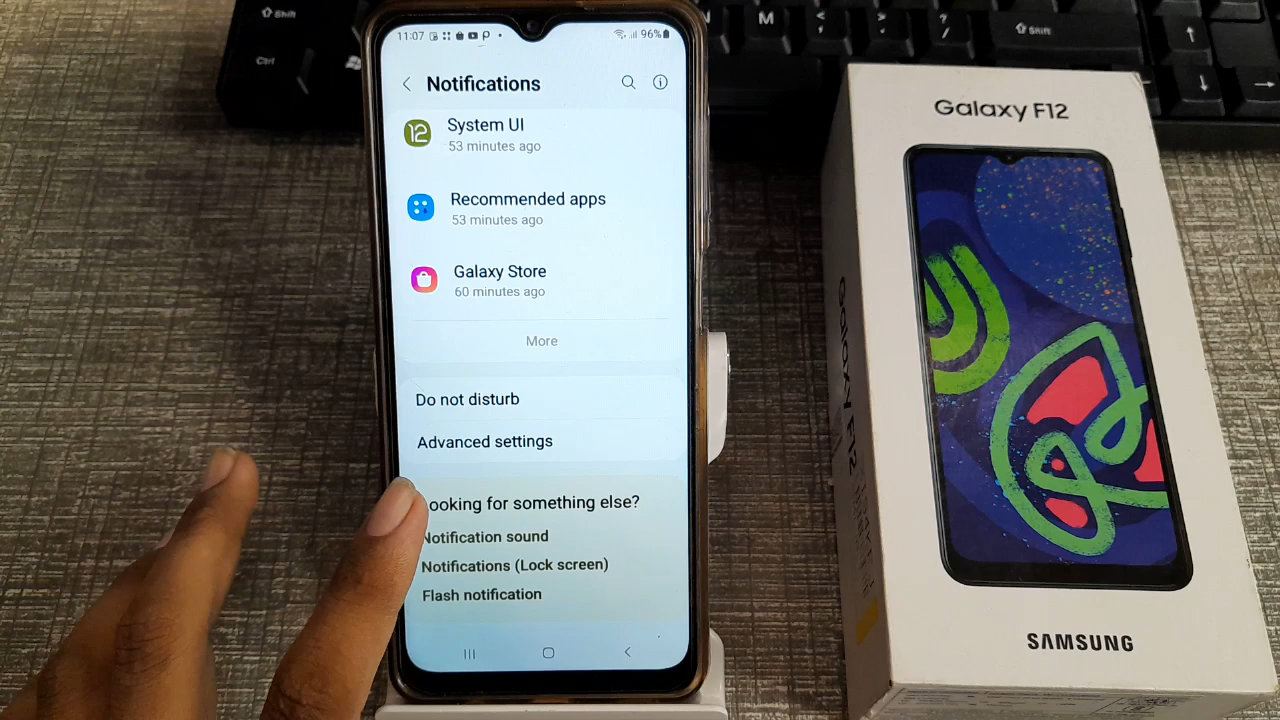 Shift
Ctrl
N
M
<
,
>
.
?
/
Shift
11:07
96%
Notifications
System UI
53 minutes ago
Recommended apps
53 minutes ago
Galaxy Store
60 minutes ago
More
Do not disturb
Advanced settings
ooking for something else?
Notification sound
Notifications (Lock screen)
Flash notification
Galaxy F12
SAMSUNG
Galaxy F12